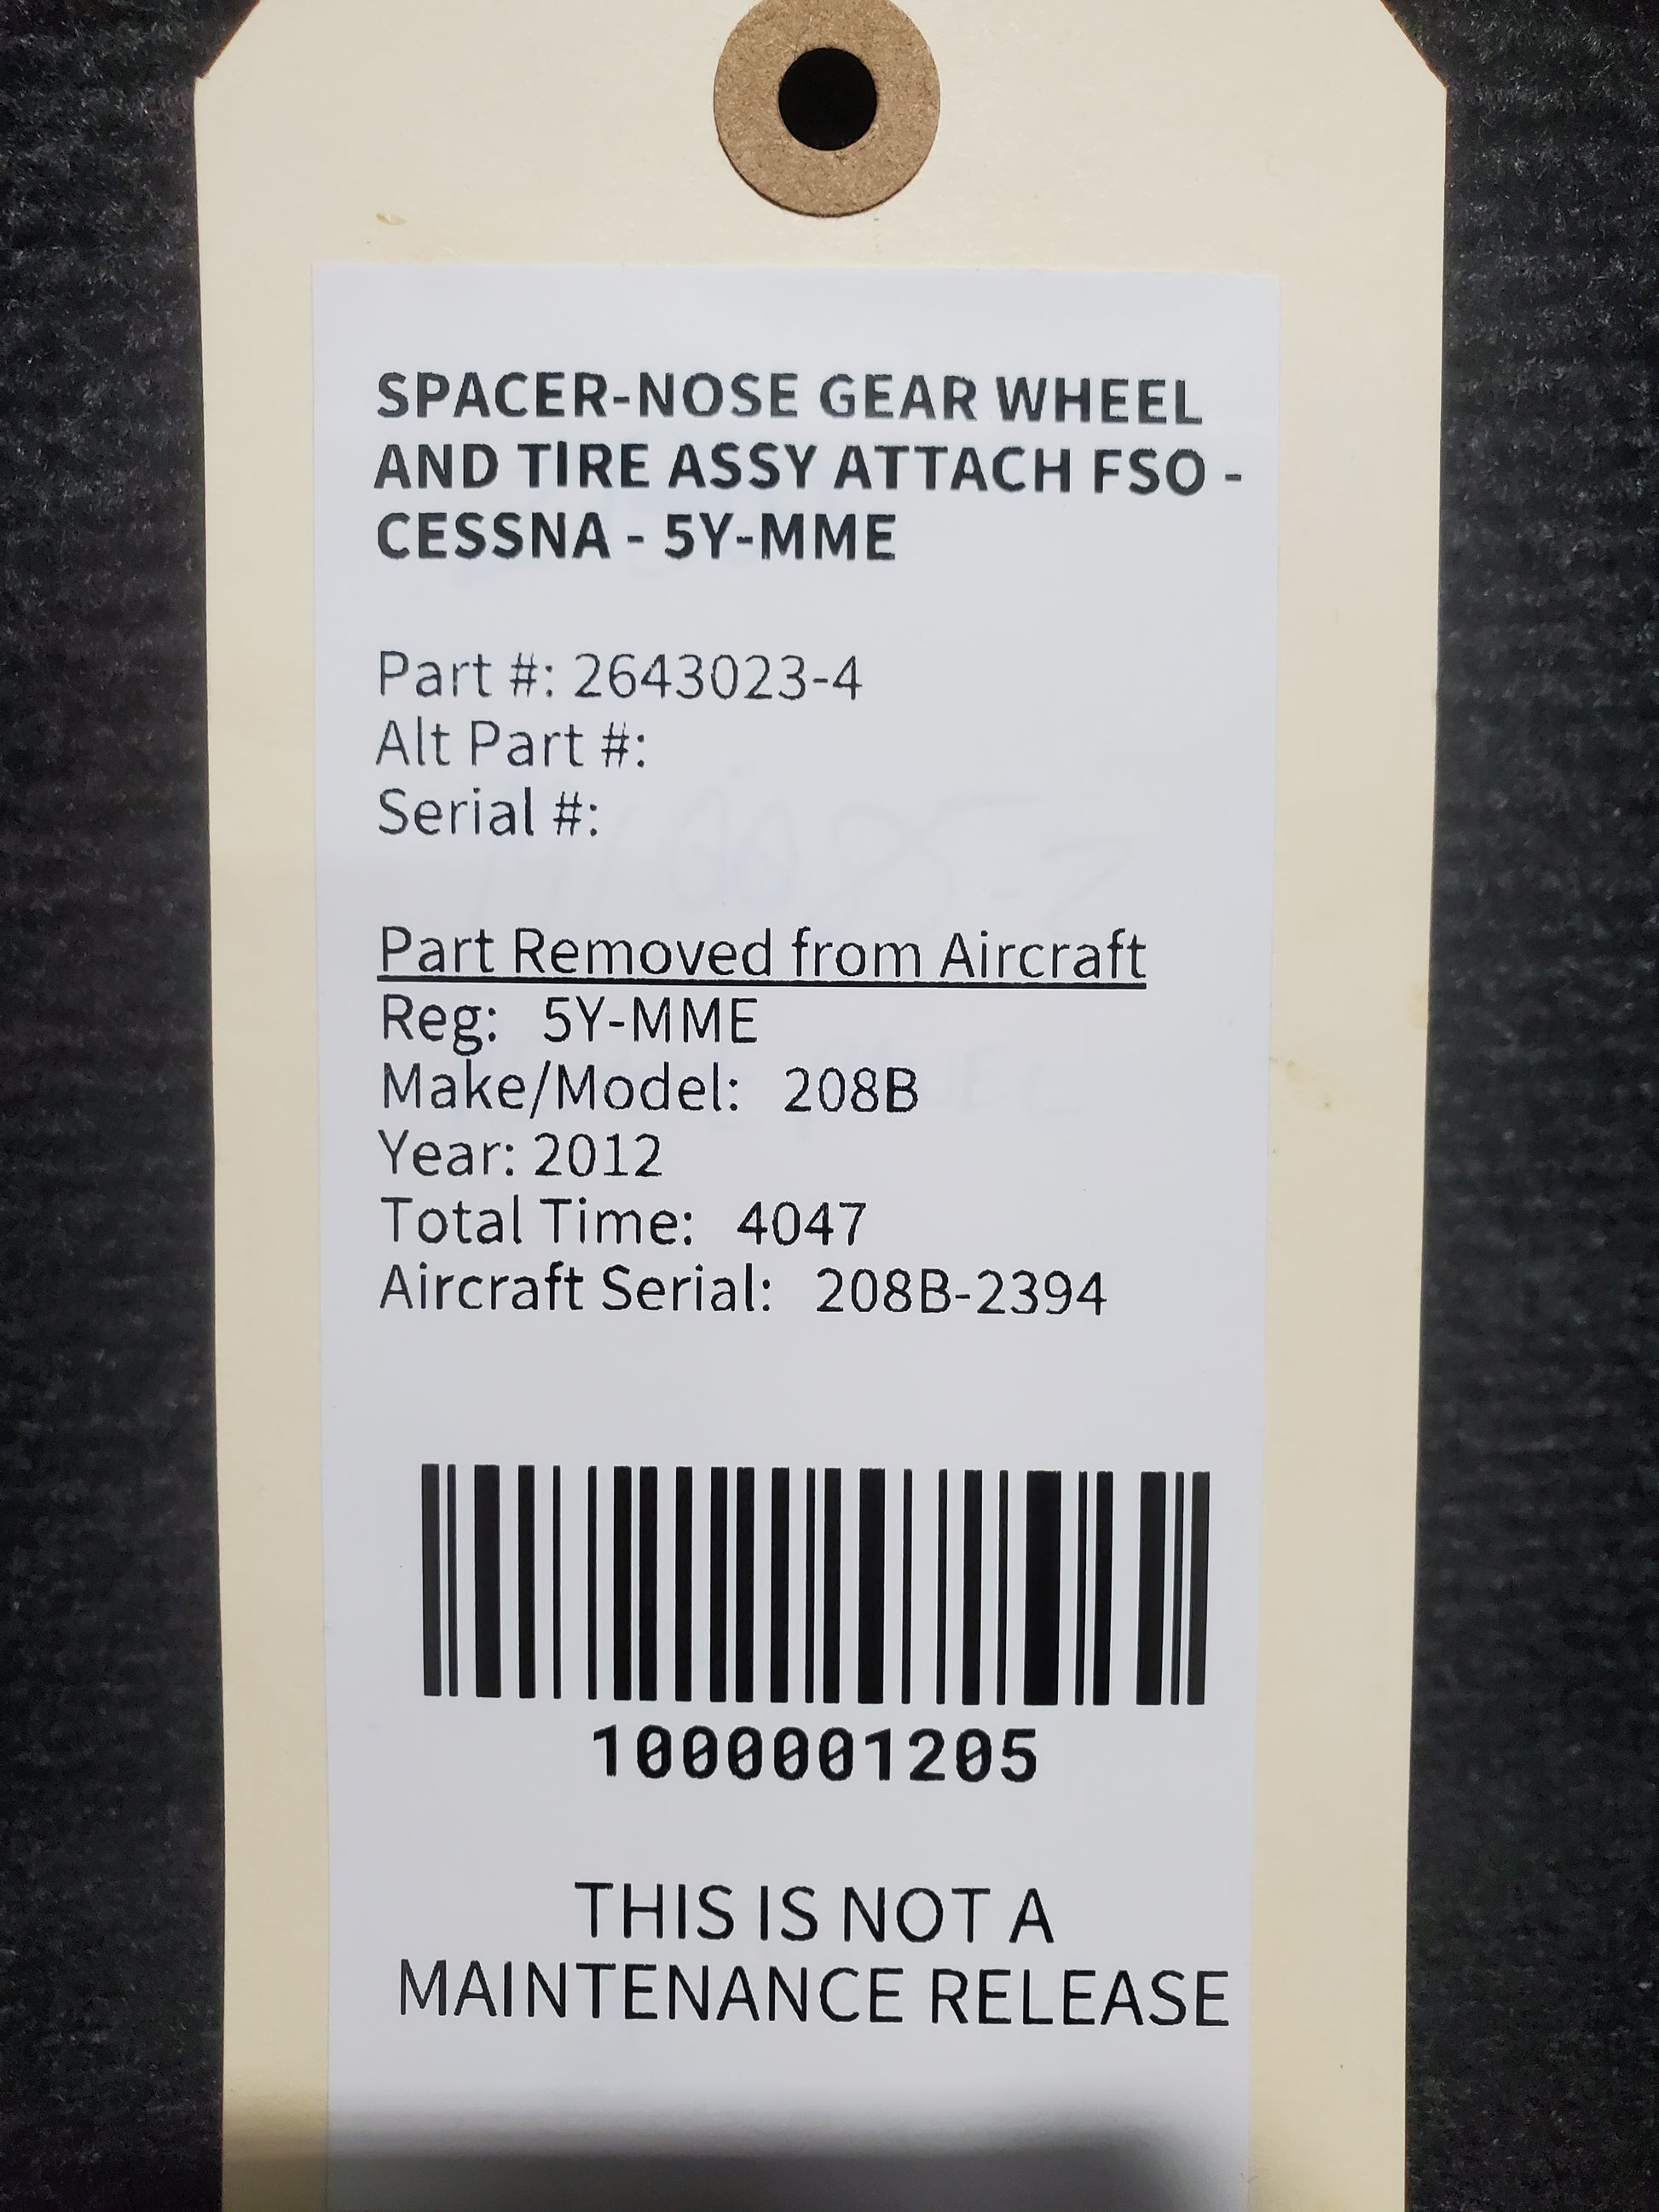 SPACER-NOSE GEAR WHEEL
AND TIRE ASSY ATTACH FSO -
CESSNA - 5Y-MME
Part #: 2643023-4
Alt Part #:
Serial #:
Part Removed from Aircraft
Reg: 5Y-MME
Make/Model: 208B
Year: 2012
Total Time: 4047
Aircraft Serial: 208B-2394
1000001205
THIS IS NOT A
MAINTENANCE RELEASE